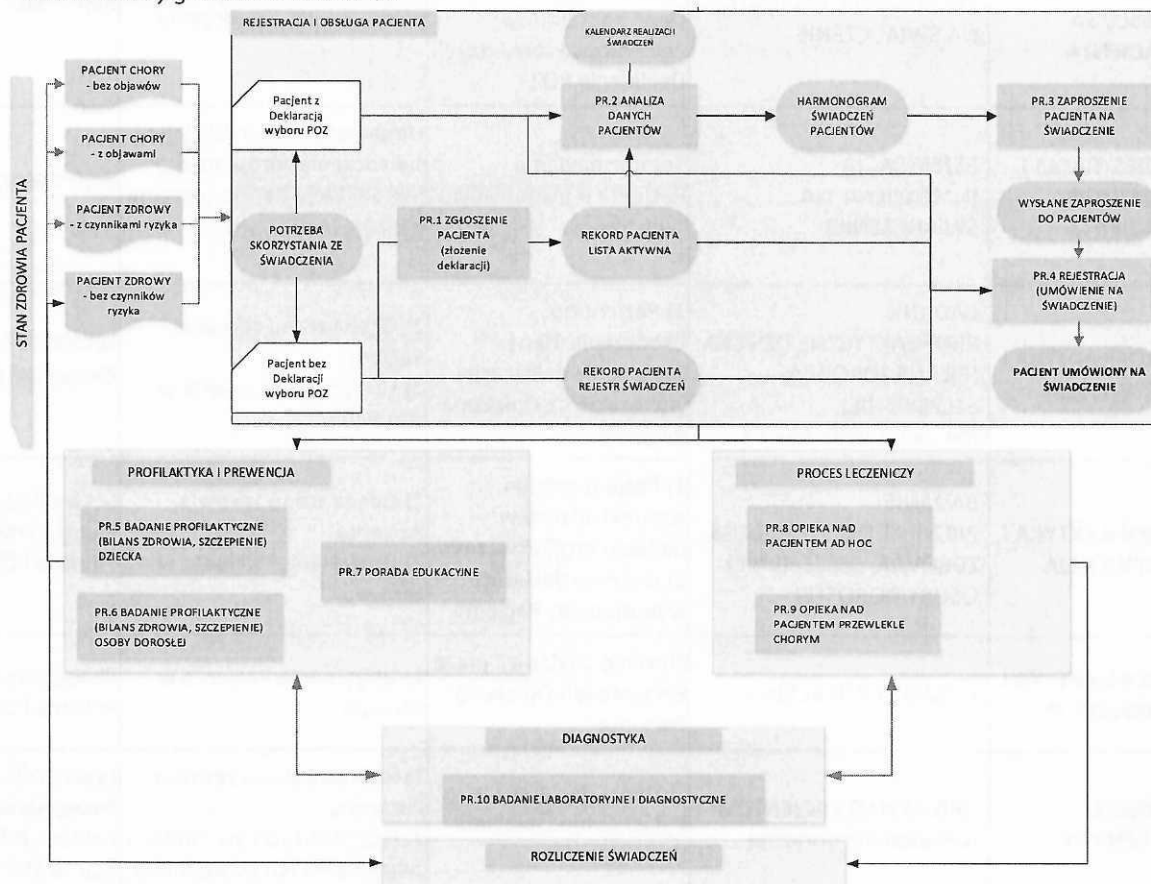 REJESTRACJA I OBSŁUGA PACJENTA
KALENDARZ REALIZACJI
ŚWIADCZEŃ
STAN ZDROWIA PACJENTA
PACJENT CHORY
- bez objawów
PACJENT CHORY
- z objawami
PACJENT ZDROWY
- z czynnikami ryzyka
PACJENT ZDROWY
- bez czynników
ryzyka
Pacjent z
Deklaracją
wyboru POZ
POTRZEBA
SKORZYSTANIA ZE
ŚWIADCZENIA
Pacjent bez
Deklaracji
wyboru POZ
PR.1 ZGŁOSZENIE
PACJENTA
(złożenie
deklaracji)
PR.2 ANALIZA
DANYCH
PACJENTÓW
REKORD PACJENTA
LISTA AKTYWNA
REKORD PACJENTA
REJESTR ŚWIADCZEŃ
HARMONOGRAM
ŚWIADCZEŃ
PACJENTÓW
PR.3 ZAPROSZENIE
PACJENTA NA
ŚWIADCZENIE
WYSŁANE ZAPROSZENIE
DO PACJENTÓW
PR.4 REJESTRACJA
(UMÓWIENIE NA
ŚWIADCZENIE)
PACJENT UMÓWIONY NA
ŚWIADCZENIE
PROFILAKTYKA I PREWENCJA
PR.5 BADANIE PROFILAKTYCZNE
(BILANS ZDROWIA, SZCZEPIENIE)
DZIECKA
PR.6 BADANIE PROFILAKTYCZNE
(BILANS ZDROWIA, SZCZEPIENIE)
OSOBY DOROSŁEJ
PR.7 PORADA EDUKACYJNE
PROCES LECZENICZY
PR.8 OPIEKA NAD
PACJENTEM AD HOC
PR.9 OPIEKA NAD
PACJENTEM PRZEWLEKLE
CHORYM
DIAGNOSTYKA
PR.10 BADANIE LABORATORYJNE I DIAGNOSTYCZNE
ROZLICZENIE ŚWIADCZEŃ